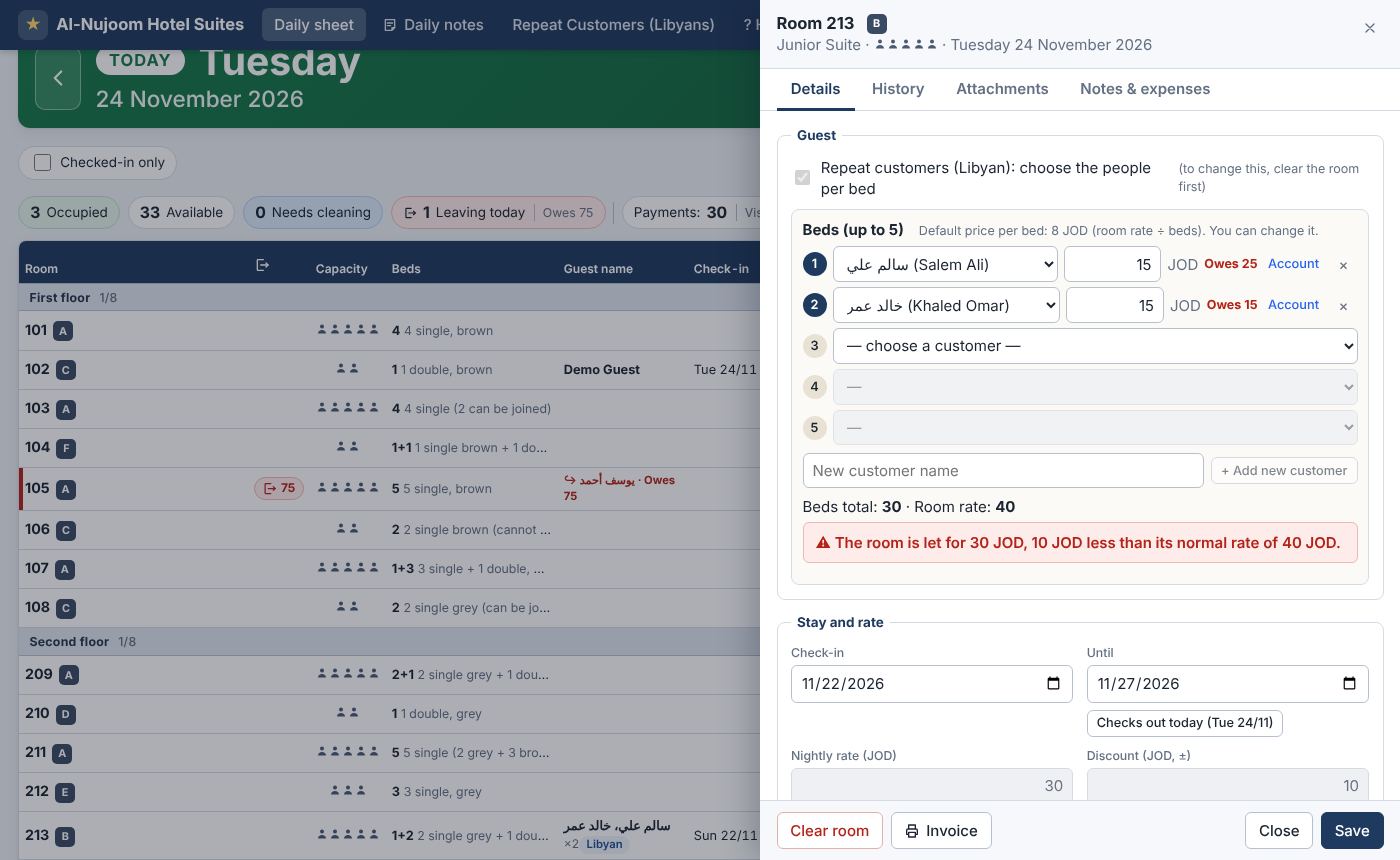 Al-Nujoom Hotel Suites
Daily sheet
Daily notes
Repeat Customers (Libyans)
?
TODAY Tuesday
24 November 2026
Checked-in only
3 Occupied
33 Available
0 Needs cleaning
1 Leaving today Owes 75
Payments: 30
Room Capacity Beds Guest name Check-in
First floor 1/8
101 A 4 4 single, brown
102 C 1 1 double, brown Demo Guest Tue 24/11
103 A 4 4 single (2 can be joined)
104 F 1+1 1 single brown + 1 do...
105 A 75 5 5 single, brown ↪ يوسف أحمد · Owes
75
106 C 2 2 single brown (cannot ...
107 A 1+3 3 single + 1 double, ...
108 C 2 2 single grey (can be jo...
Second floor 1/8
209 A 2+1 2 single grey + 1 dou...
210 D 1 1 double, grey
211 A 5 5 single (2 grey + 3 bro...
212 E 3 3 single, grey
213 B 1+2 2 single grey + 1 dou... سالم علي، خالد عمر Sun 22/11
×2 Libyan
Room 213 B
Junior Suite · · Tuesday 24 November 2026
×
Details
History
Attachments
Notes & expenses
Guest
Repeat customers (Libyan): choose the people
per bed
(to change this, clear the room
first)
Beds (up to 5) Default price per bed: 8 JOD (room rate ÷ beds). You can change it.
1 سالم علي (Salem Ali) 15 JOD Owes 25 Account ×
2 خالد عمر (Khaled Omar) 15 JOD Owes 15 Account ×
3 — choose a customer —
4 —
5 —
New customer name + Add new customer
Beds total: 30 · Room rate: 40
⚠ The room is let for 30 JOD, 10 JOD less than its normal rate of 40 JOD.
Stay and rate
Check-in Until
11/22/2026 11/27/2026
Checks out today (Tue 24/11)
Nightly rate (JOD) Discount (JOD, ±)
30 10
Clear room
Invoice
Close
Save